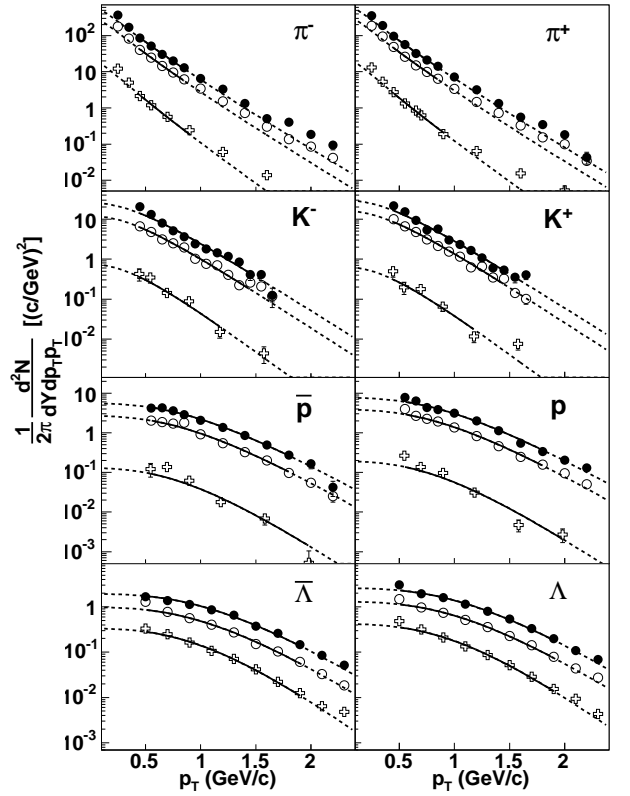 π⁻ π⁺
10²
10
1
10⁻¹
10⁻²
K⁻ K⁺
10
1
10⁻¹
10⁻²
p̅ p
10
1
10⁻¹
10⁻²
10⁻³
Λ̅ Λ
1
10⁻¹
10⁻²
10⁻³
1/2π d²N/dYdp_Tp_T [(c/GeV)²]
0.5 1 1.5 2 0.5 1 1.5 2
p_T (GeV/c) p_T (GeV/c)